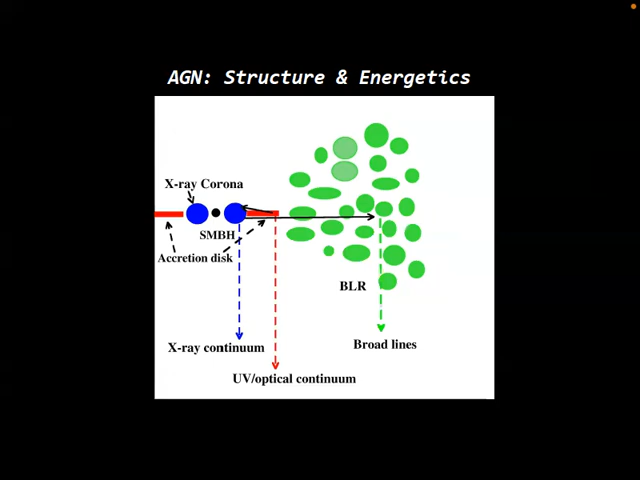 AGN: Structure & Energetics
X-ray Corona
SMBH
Accretion disk
BLR
X-ray continuum
Broad lines
UV/optical continuum